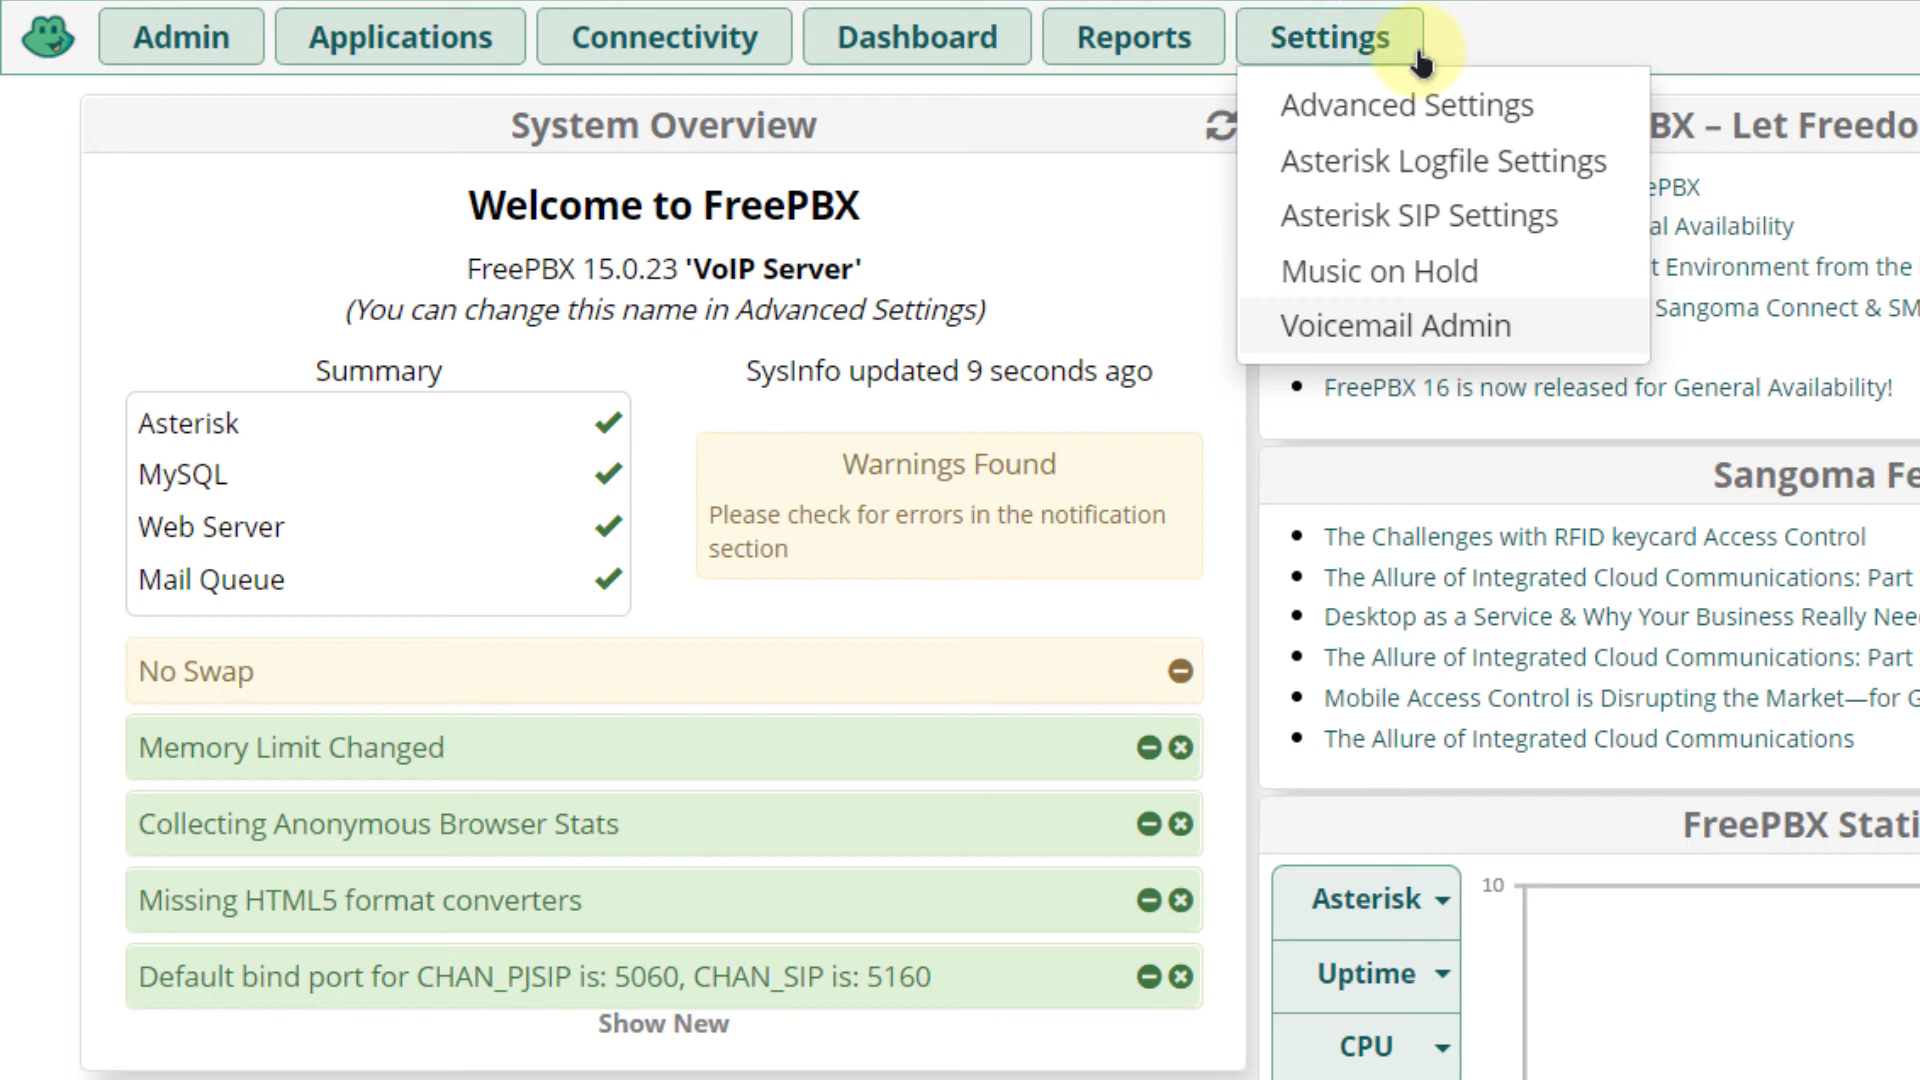 Admin
Applications
Connectivity
Dashboard
Reports
Settings
Advanced Settings
Asterisk Logfile Settings
Asterisk SIP Settings
Music on Hold
Voicemail Admin
System Overview
Welcome to FreePBX
FreePBX 15.0.23 'VoIP Server'
(You can change this name in Advanced Settings)
Summary
Asterisk
MySQL
Web Server
Mail Queue
SysInfo updated 9 seconds ago
Warnings Found
Please check for errors in the notification
section
No Swap
Memory Limit Changed
Collecting Anonymous Browser Stats
Missing HTML5 format converters
Default bind port for CHAN_PJSIP is: 5060, CHAN_SIP is: 5160
Show New
BX – Let Freedo
ePBX
al Availability
t Environment from the
Sangoma Connect & SM
FreePBX 16 is now released for General Availability!
Sangoma Fe
The Challenges with RFID keycard Access Control
The Allure of Integrated Cloud Communications: Part
Desktop as a Service & Why Your Business Really Nee
The Allure of Integrated Cloud Communications: Part
Mobile Access Control is Disrupting the Market—for G
The Allure of Integrated Cloud Communications
FreePBX Stati
Asterisk
Uptime
CPU
10